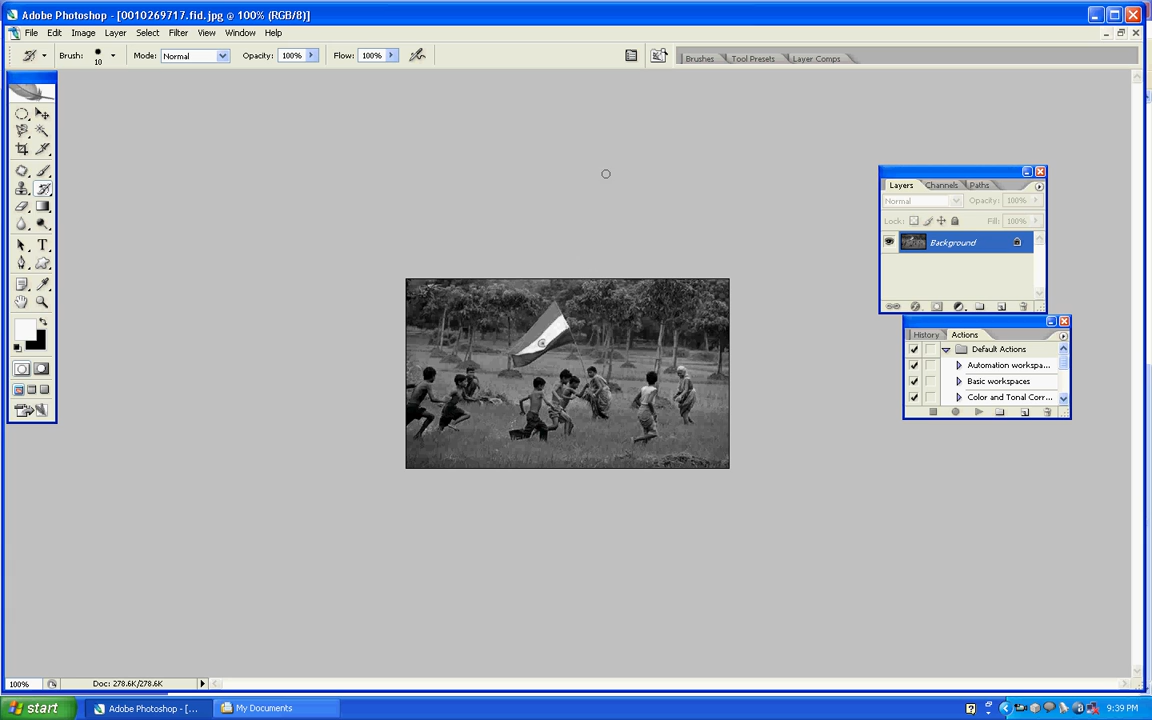 Adobe Photoshop - [0010269717.fid.jpg @ 100% (RGB/8)]
File Edit Image Layer Select Filter View Window Help
Brush: 10 Mode: Normal Opacity: 100% Flow: 100% Brushes Tool Presets Layer Comps
Layers Channels Paths
Normal Opacity: 100%
Lock: Fill: 100%
Background
History Actions
Default Actions
Automation workspa...
Basic workspaces
Color and Tonal Corr...
T
100% Doc: 278.6K/278.6K
start Adobe Photoshop - [... My Documents 9:39 PM